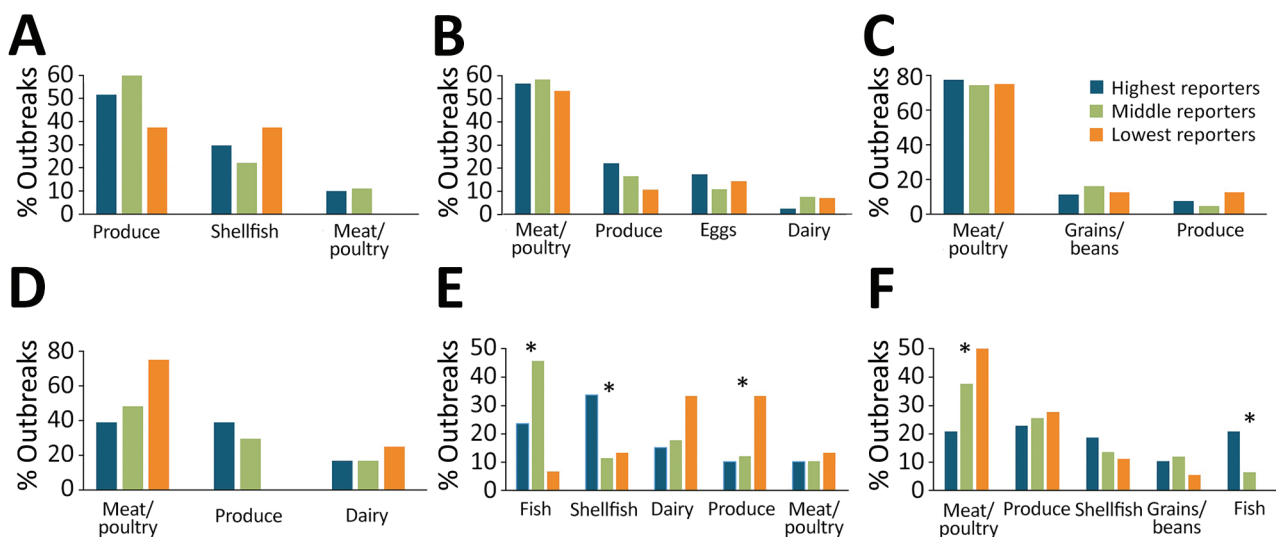 A
% Outbreaks
60
50
40
30
20
10
0
Produce
Shellfish
Meat/
poultry
B
% Outbreaks
60
50
40
30
20
10
0
Meat/
poultry
Produce
Eggs
Dairy
C
% Outbreaks
80
60
40
20
0
Meat/
poultry
Grains/
beans
Produce
Highest reporters
Middle reporters
Lowest reporters
D
% Outbreaks
80
60
40
20
0
Meat/
poultry
Produce
Dairy
E
% Outbreaks
50
40
30
20
10
0
*
*
*
Fish
Shellfish
Dairy
Produce
Meat/
poultry
F
% Outbreaks
50
40
30
20
10
0
*
*
Meat/
poultry
Produce
Shellfish
Grains/
beans
Fish